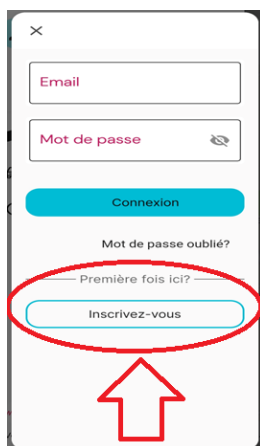 Email
Mot de passe
Connexion
Mot de passe oublié?
Première fois ici?
Inscrivez-vous